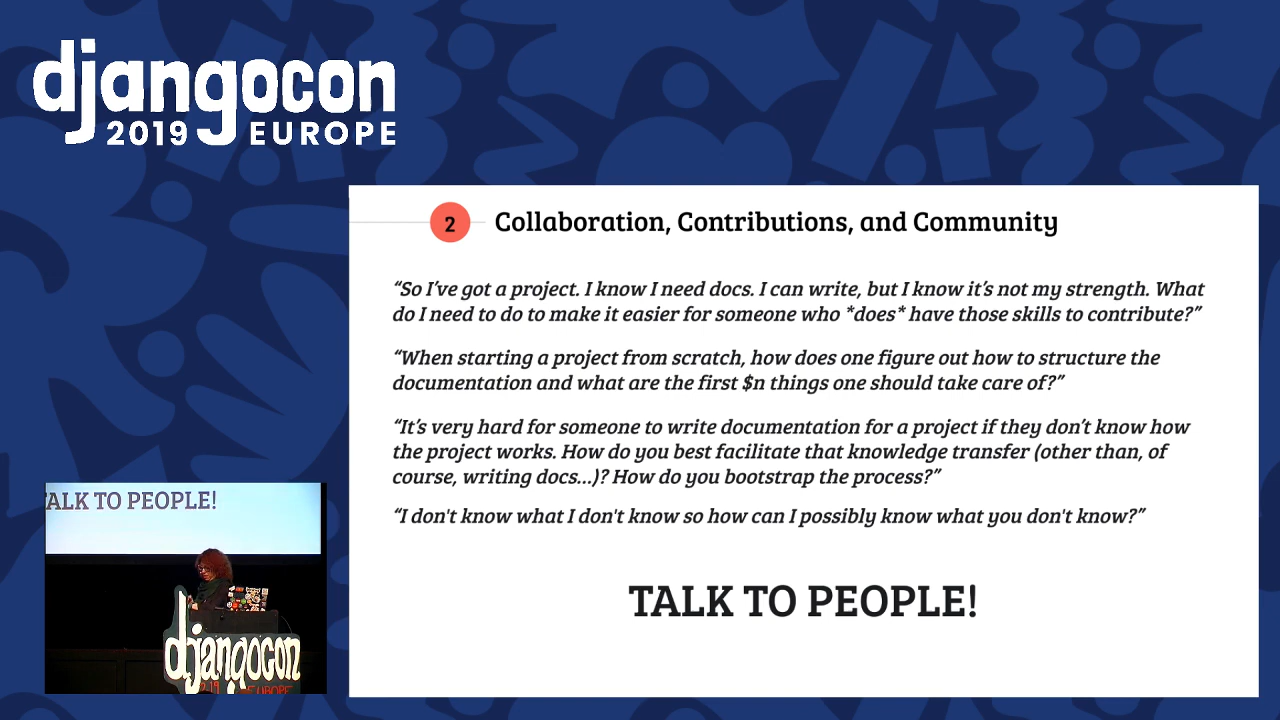 djangocon
2019 EUROPE
2 Collaboration, Contributions, and Community
“So I’ve got a project. I know I need docs. I can write, but I know it’s not my strength. What
do I need to do to make it easier for someone who *does* have those skills to contribute?”
“When starting a project from scratch, how does one figure out how to structure the
documentation and what are the first $n things one should take care of?”
“It’s very hard for someone to write documentation for a project if they don’t know how
the project works. How do you best facilitate that knowledge transfer (other than, of
course, writing docs...)? How do you bootstrap the process?”
“I don't know what I don't know so how can I possibly know what you don't know?”
TALK TO PEOPLE!
TALK TO PEOPLE!
djangocon
2019 EUROPE